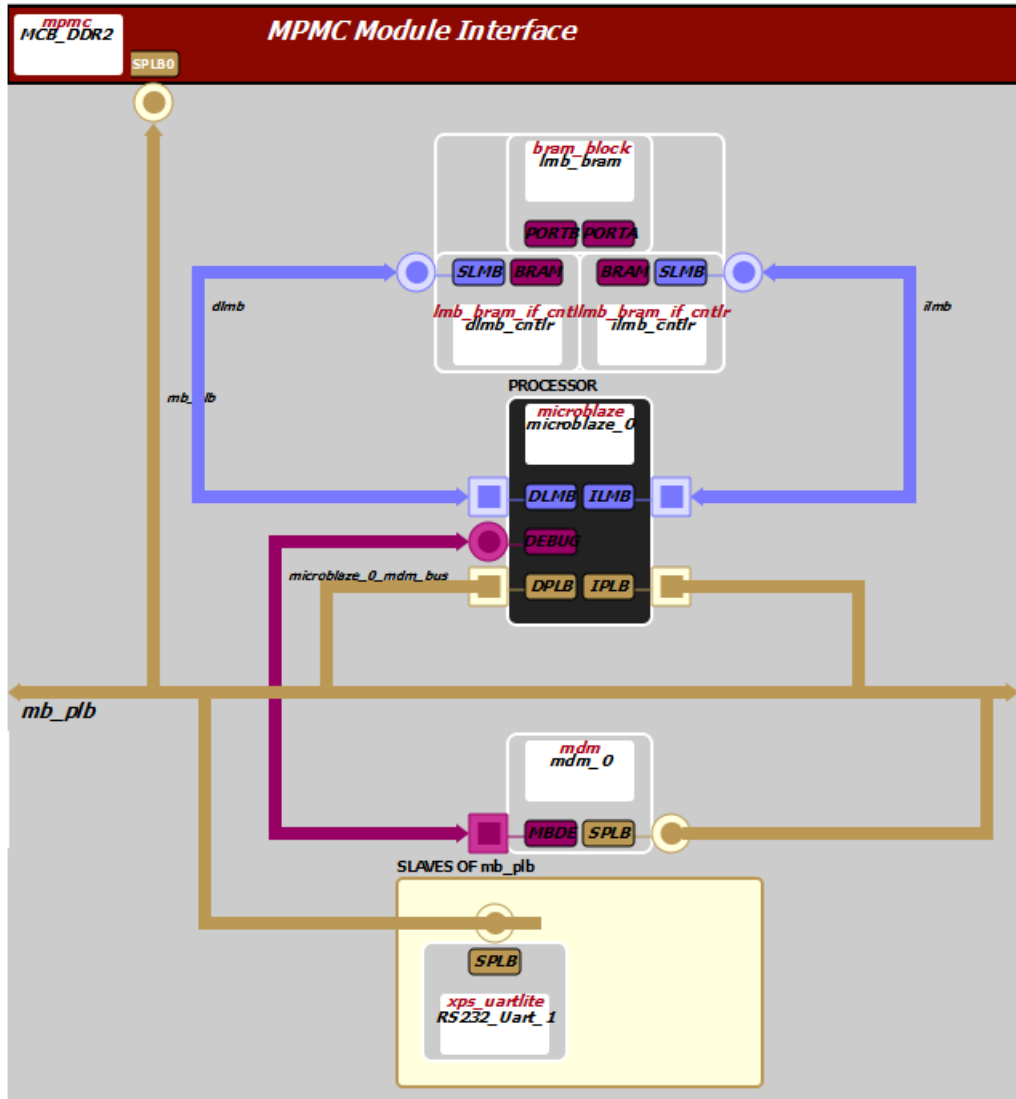 mpmc
MCB_DDR2
MPMC Module Interface
SPLB0
bram_block
lmb_bram
PORTB PORTA
SLMB BRAM BRAM SLMB
lmb_bram_if_cntlr lmb_bram_if_cntlr
dlmb_cntlr ilmb_cntlr
dlmb
ilmb
mb_plb
PROCESSOR
microblaze
microblaze_0
DLMB ILMB
DEBUG
microblaze_0_mdm_bus
DPLB IPLB
mb_plb
mdm
mdm_0
MBDE SPLB
SLAVES OF mb_plb
SPLB
xps_uartlite
RS232_Uart_1